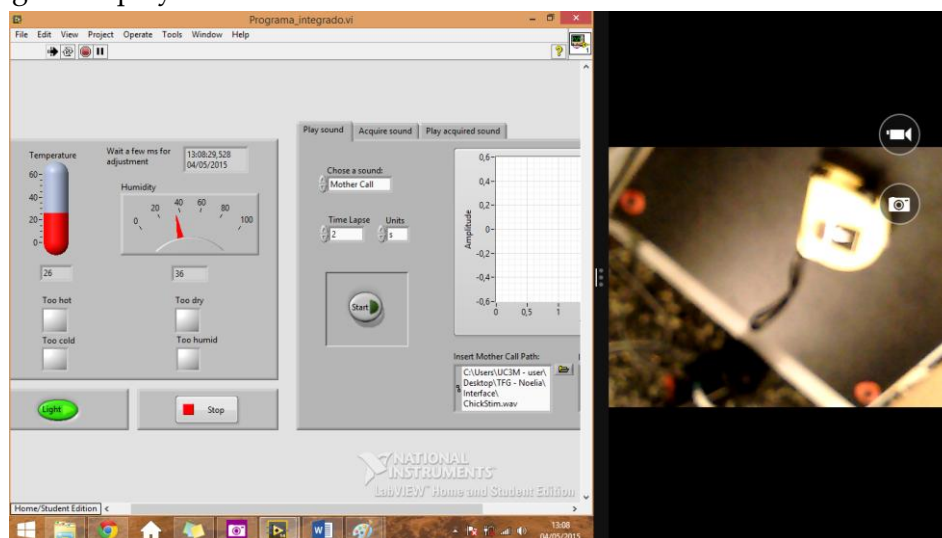 Programa_integrado.vi
File Edit View Project Operate Tools Window Help
Play sound Acquire sound Play acquired sound
Temperature
Wait a few ms for
adjustment
13:08:29,528
04/05/2015
60-
40-
20-
0-
Humidity
0 20 40 60 80 100
26
36
Too hot
Too dry
Too cold
Too humid
Light
Stop
Chose a sound:
Mother Call
Time Lapse Units
2 s
Start
Amplitude
0,6-
0,4-
0,2-
0-
-0,2-
-0,4-
-0,6-
0 0,5 1
Insert Mother Call Path:
C:\Users\UC3M - user\
Desktop\TFG - Noelia\
Interface\
ChickStim.wav
NATIONAL
INSTRUMENTS
LabVIEW Home and Student Edition
Home/Student Edition
13:08
04/05/2015